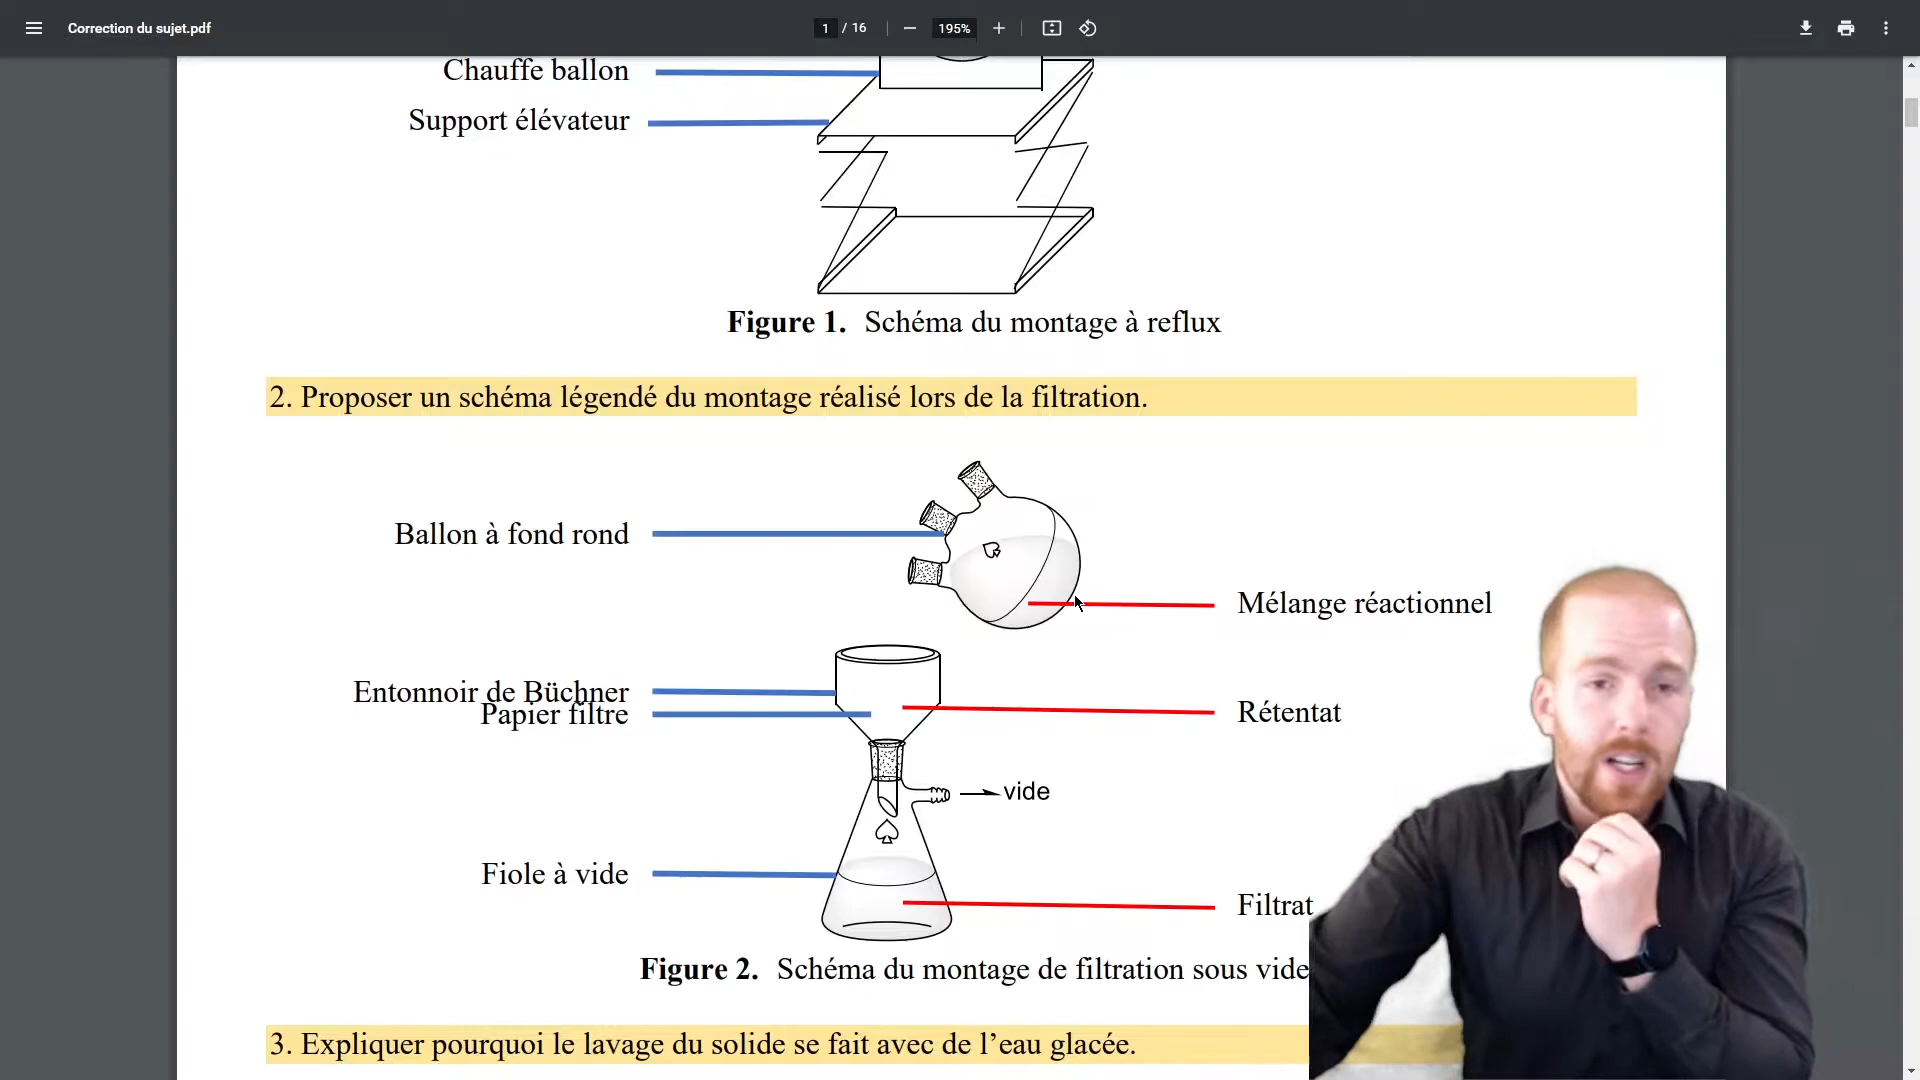 Correction du sujet.pdf
1 / 16
195%
Chauffe ballon
Support élévateur
Figure 1. Schéma du montage à reflux
2. Proposer un schéma légendé du montage réalisé lors de la filtration.
Ballon à fond rond
Mélange réactionnel
Entonnoir de Büchner
Papier filtre
Rétentat
vide
Fiole à vide
Filtrat
Figure 2. Schéma du montage de filtration sous vide
3. Expliquer pourquoi le lavage du solide se fait avec de l’eau glacée.